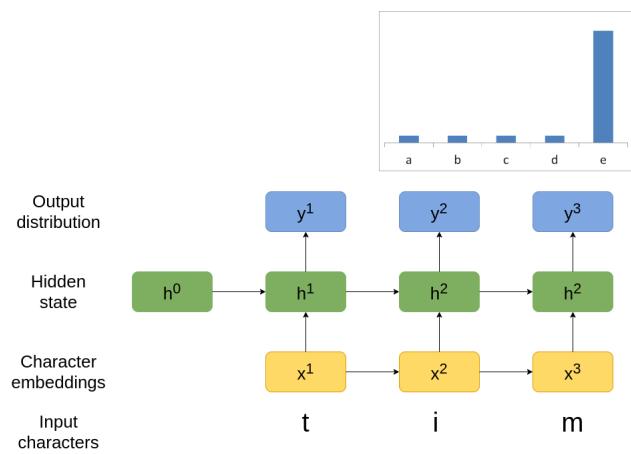 a b c d e
Output
distribution
y¹ y² y³
Hidden
state
h⁰ h¹ h² h²
Character
embeddings
x¹ x² x³
Input
characters
t i m